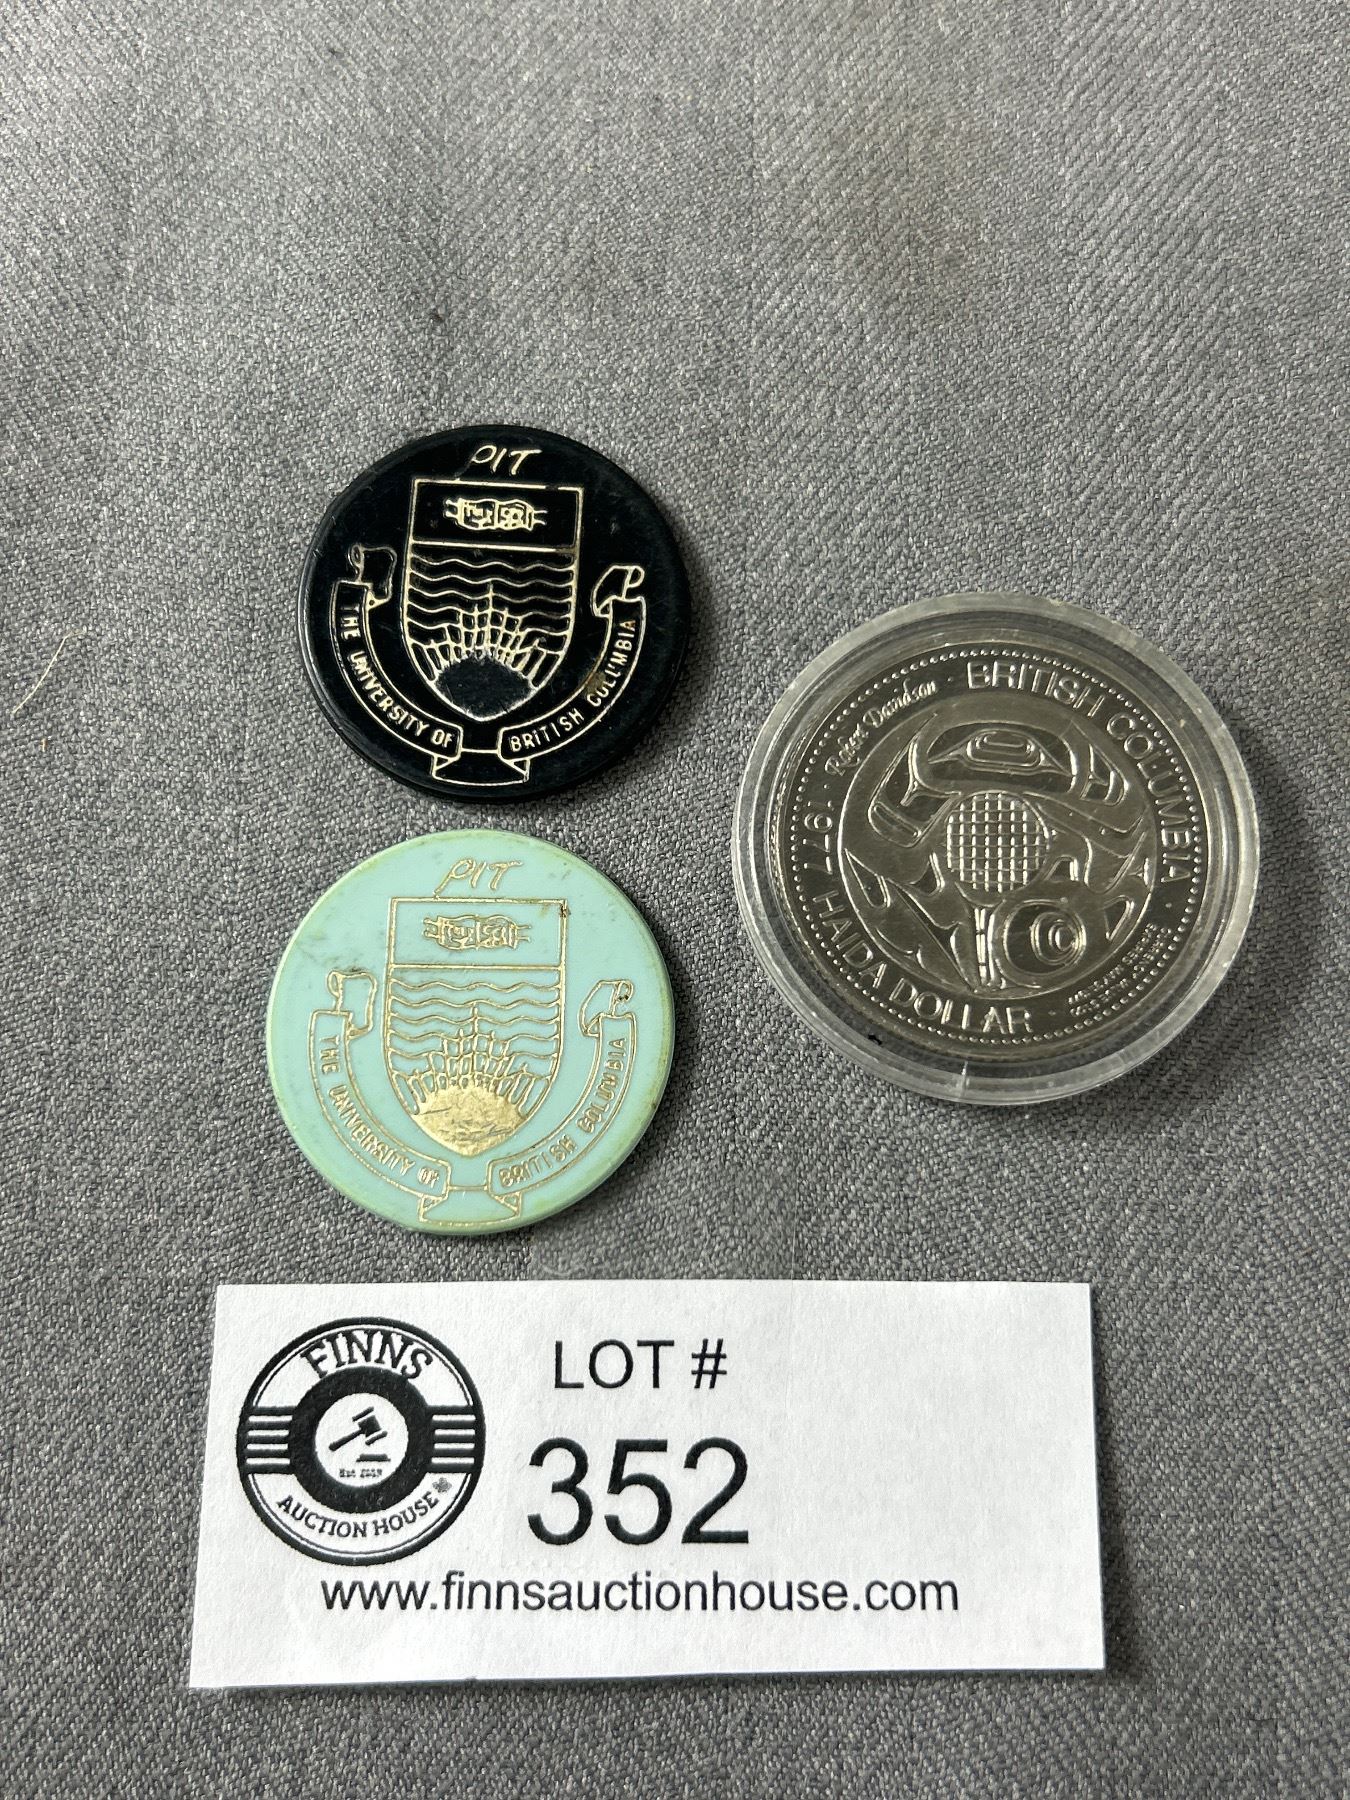 PIT
THE UNIVERSITY OF BRITISH COLUMBIA
PIT
THE UNIVERSITY OF BRITISH COLUMBIA
Robert Davidson · BRITISH COLUMBIA ·
· 1977 HAIDA DOLLAR ·
FINNS
AUCTION HOUSE
LOT #
352
www.finnsauctionhouse.com